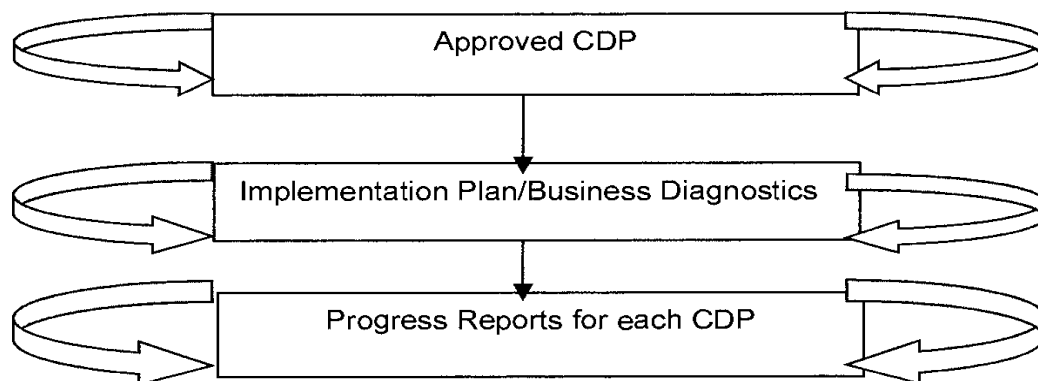 Approved CDP
Implementation Plan/Business Diagnostics
Progress Reports for each CDP